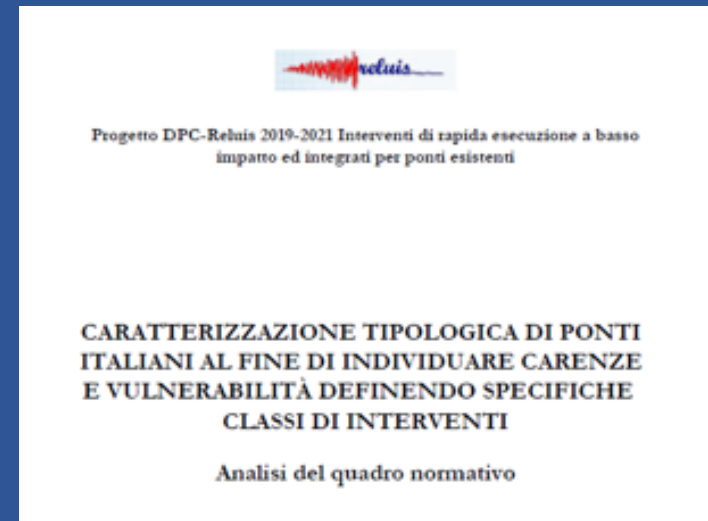 reluis
Progetto DPC-Reluis 2019-2021 Interventi di rapida esecuzione a basso
impatto ed integrati per ponti esistenti
CARATTERIZZAZIONE TIPOLOGICA DI PONTI
ITALIANI AL FINE DI INDIVIDUARE CARENZE
E VULNERABILITÀ DEFINENDO SPECIFICHE
CLASSI DI INTERVENTI
Analisi del quadro normativo